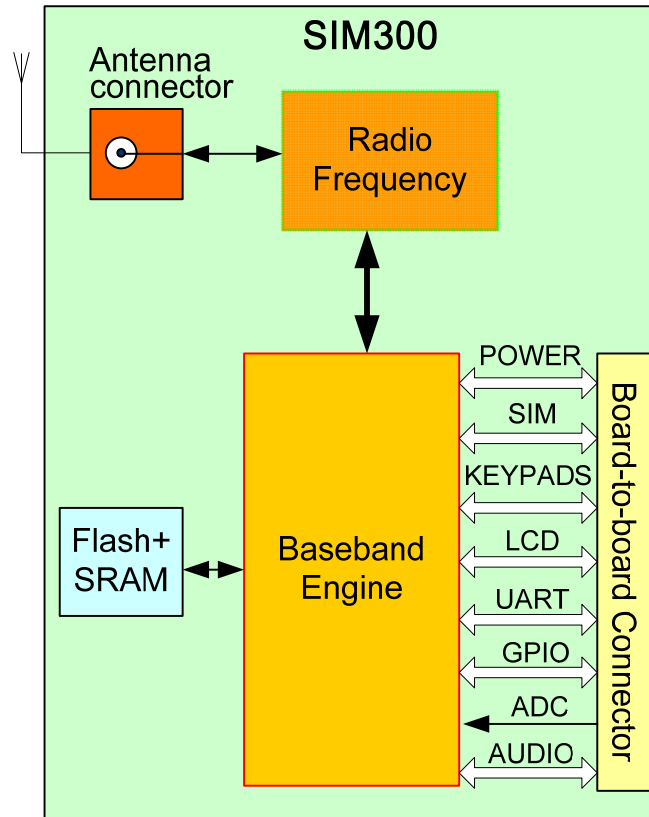 SIM300
Antenna
connector
Radio
Frequency
POWER
SIM
KEYPADS
LCD
UART
GPIO
ADC
AUDIO
Board-to-board Connector
Flash+
SRAM
Baseband
Engine